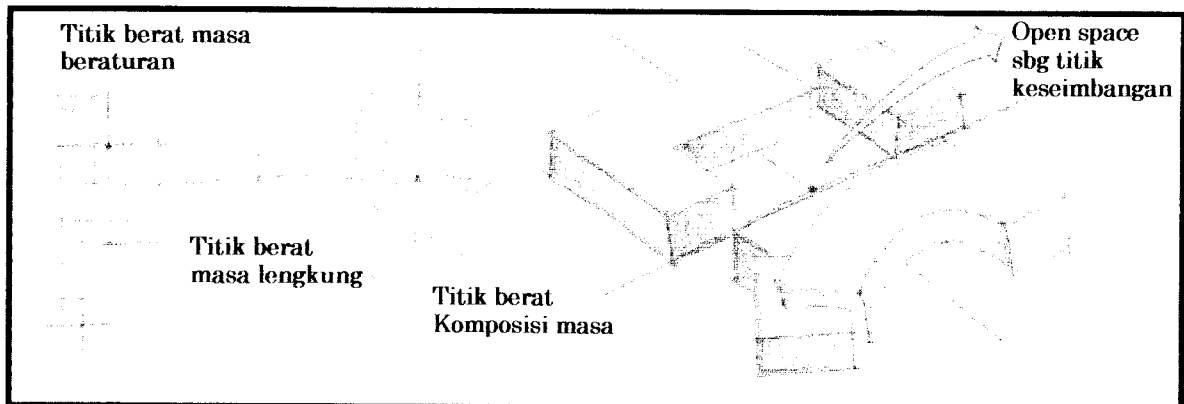 Titik berat masa
beraturan
Open space
sbg titik
keseimbangan
Titik berat
masa lengkung
Titik berat
Komposisi masa